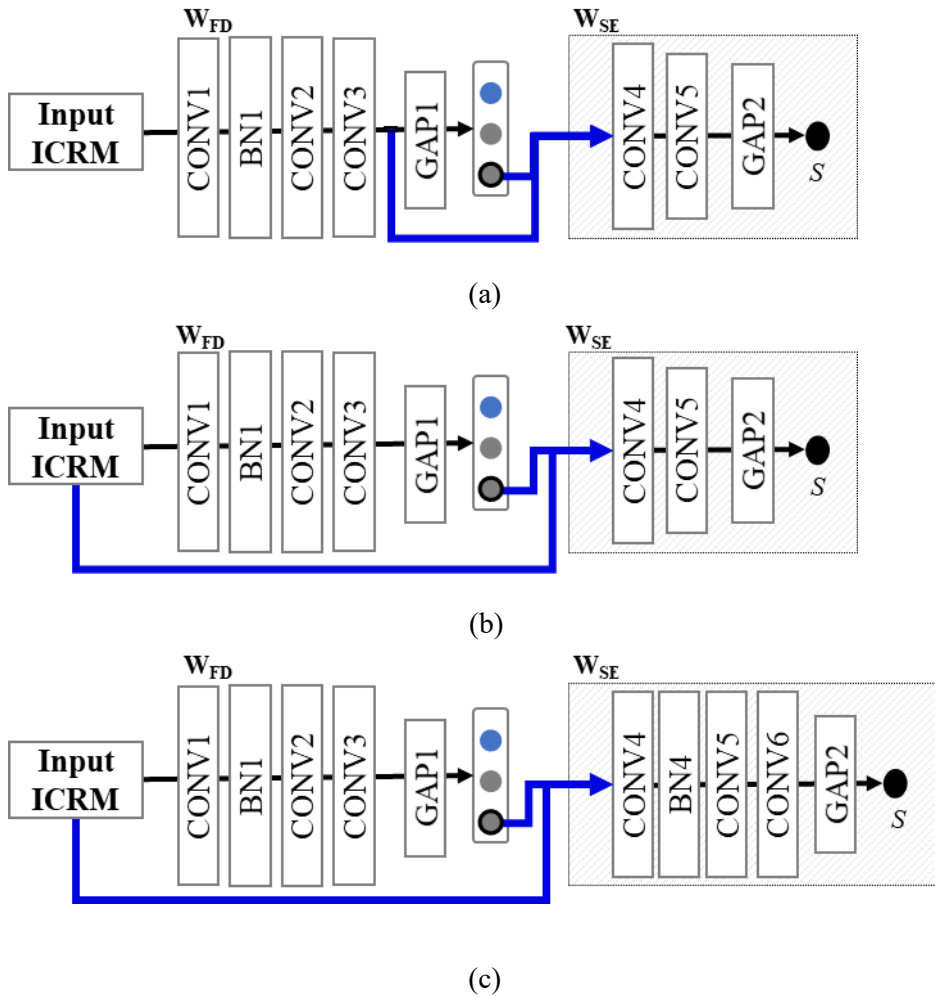 W_FD
W_SE
Input
ICRM
CONV1
BN1
CONV2
CONV3
GAP1
CONV4
CONV5
GAP2
S
(a)
W_FD
W_SE
Input
ICRM
CONV1
BN1
CONV2
CONV3
GAP1
CONV4
CONV5
GAP2
S
(b)
W_FD
W_SE
Input
ICRM
CONV1
BN1
CONV2
CONV3
GAP1
CONV4
BN4
CONV5
CONV6
GAP2
S
(c)